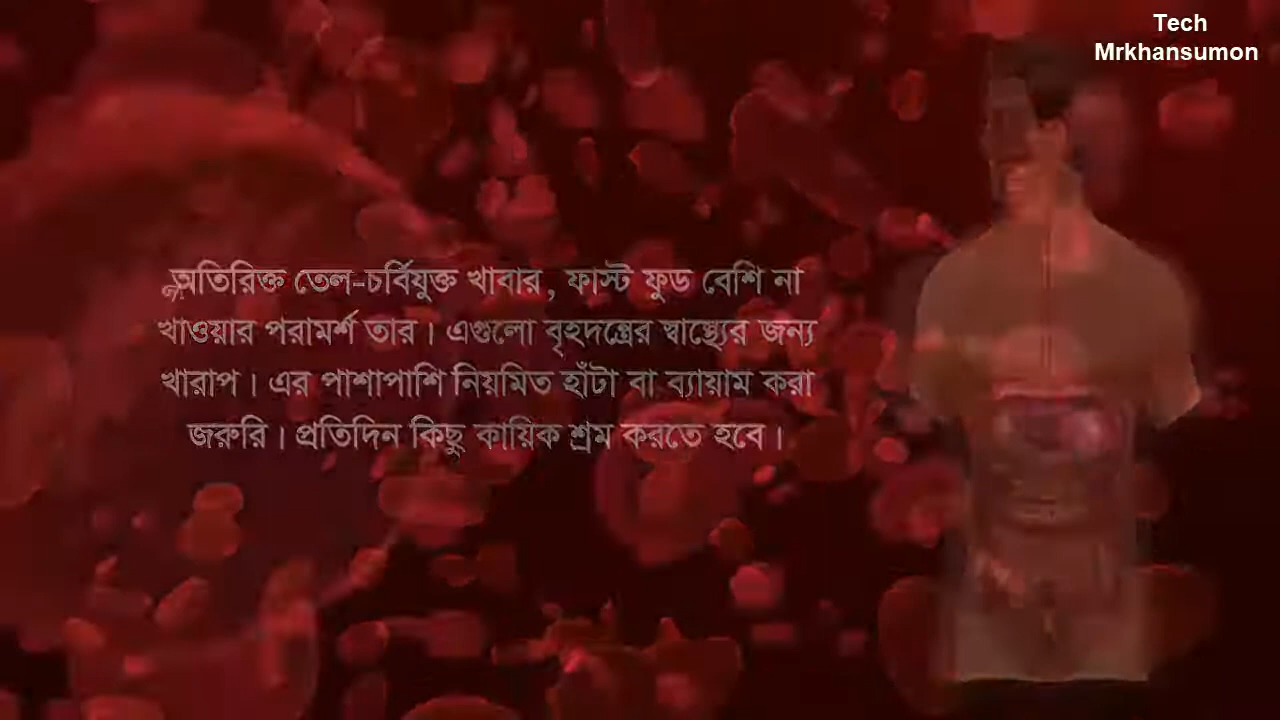 Tech
Mrkhansumon
অতিরিক্ত তেল-চর্বিযুক্ত খাবার, ফাস্ট ফুড বেশি না
খাওয়ার পরামর্শ তার। এগুলো বৃহদন্ত্রের স্বাস্থ্যের জন্য
খারাপ। এর পাশাপাশি নিয়মিত হাঁটা বা ব্যায়াম করা
জরুরি। প্রতিদিন কিছু কায়িক শ্রম করতে হবে।